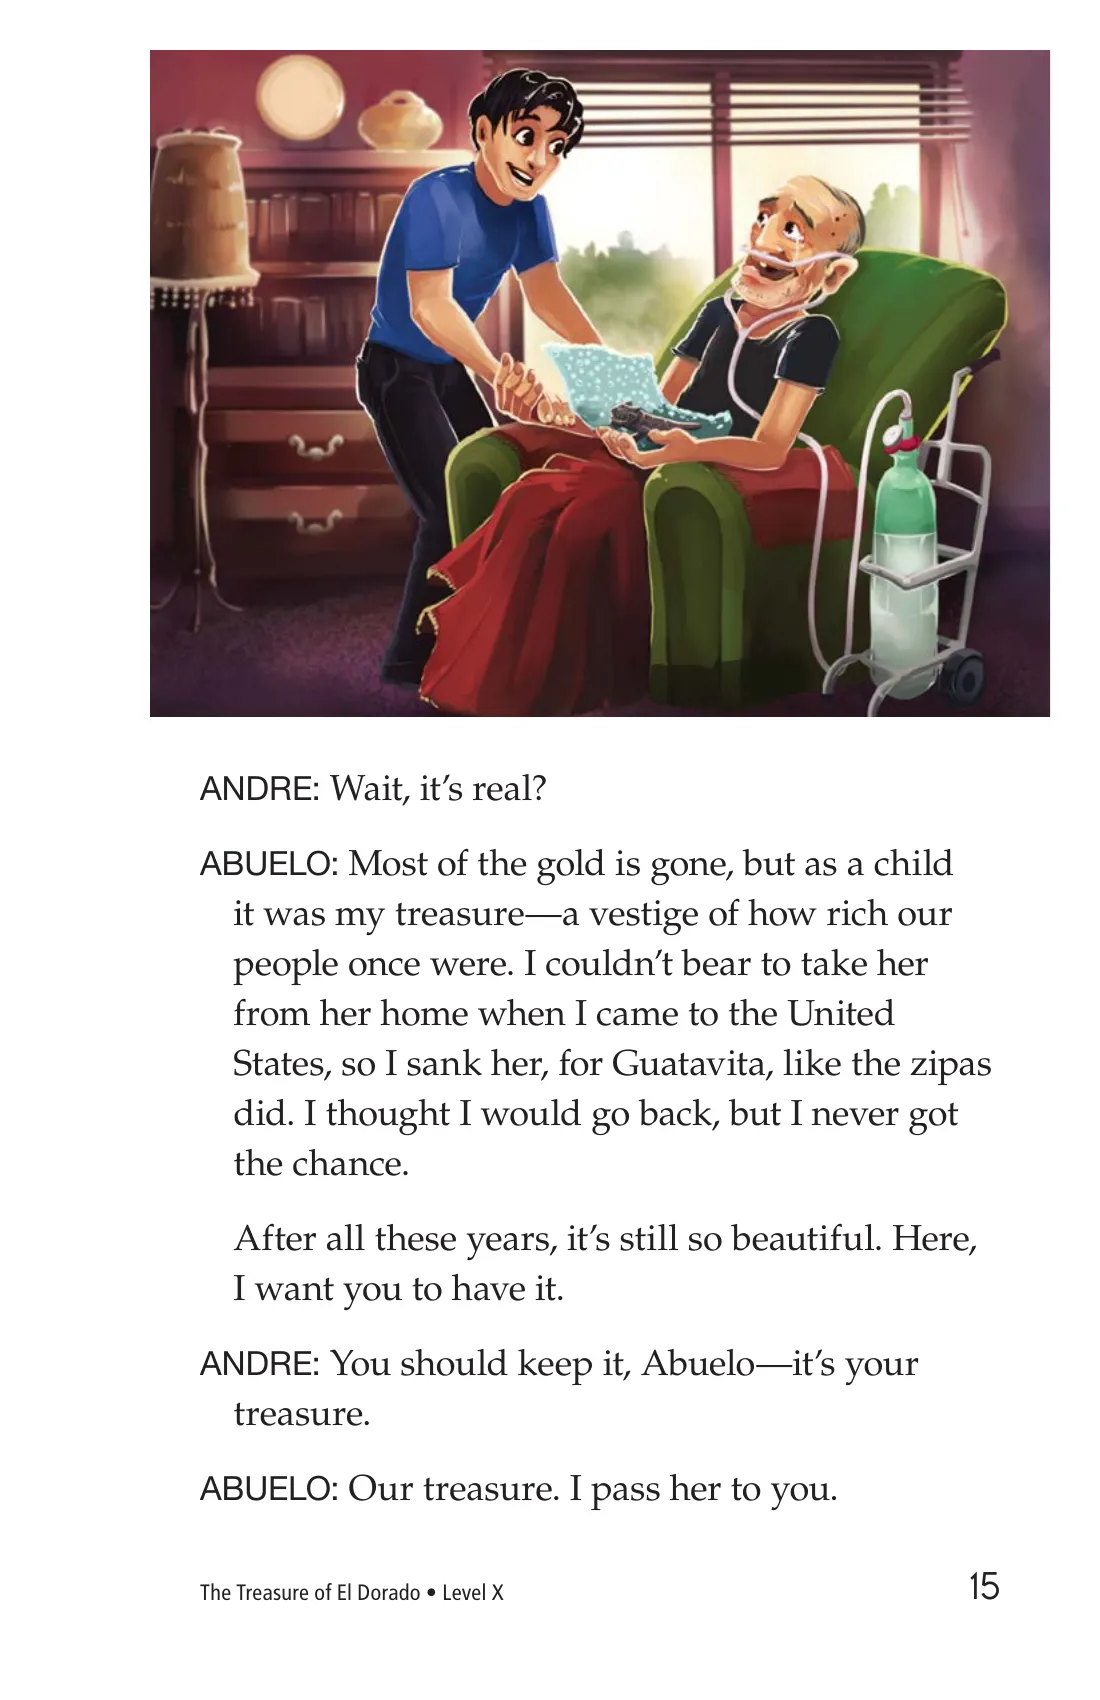 ANDRE: Wait, it’s real?
ABUELO: Most of the gold is gone, but as a child
it was my treasure—a vestige of how rich our
people once were. I couldn’t bear to take her
from her home when I came to the United
States, so I sank her, for Guatavita, like the zipas
did. I thought I would go back, but I never got
the chance.
After all these years, it’s still so beautiful. Here,
I want you to have it.
ANDRE: You should keep it, Abuelo—it’s your
treasure.
ABUELO: Our treasure. I pass her to you.
The Treasure of El Dorado • Level X
15